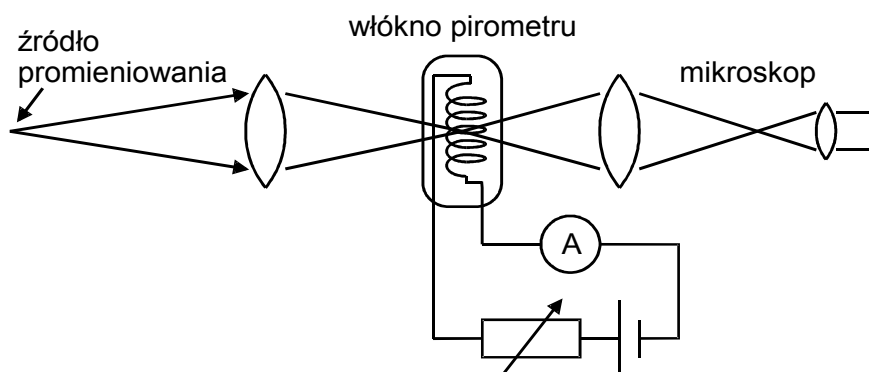 źródło
promieniowania
włókno pirometru
mikroskop
A